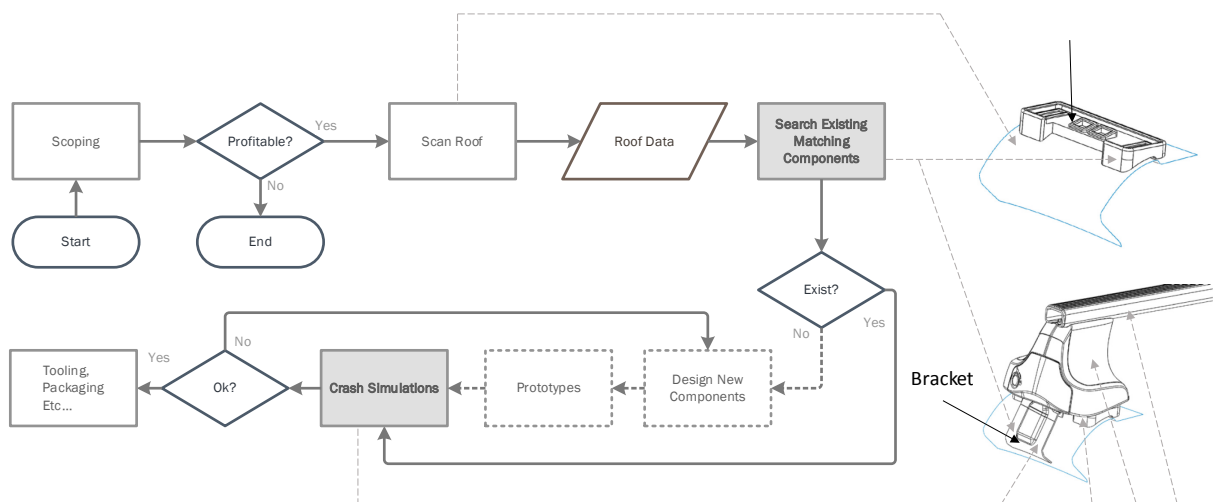 Scoping
Profitable?
Yes
No
Scan Roof
Roof Data
Search Existing
Matching
Components
Start
End
Exist?
Yes
No
Tooling,
Packaging
Etc...
Yes
Ok?
No
Crash Simulations
Prototypes
Design New
Components
Bracket